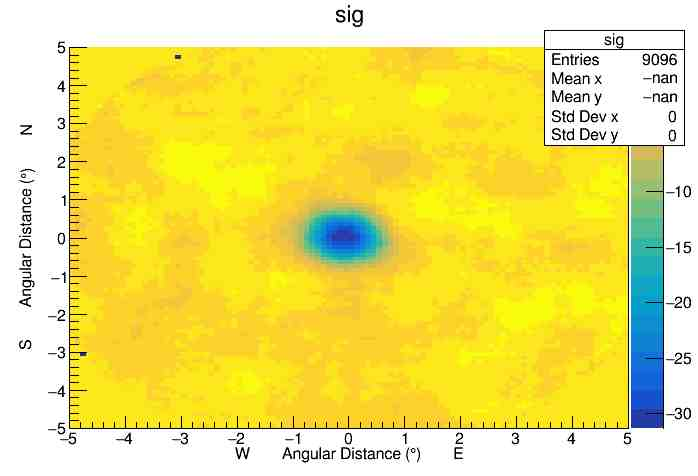 sig
sig
Entries 9096
Mean x −nan
Mean y −nan
Std Dev x 0
Std Dev y 0
5
4
3
2
1
0
−1
−2
−3
−4
−5
N
Angular Distance (°)
S
−5 −4 −3 −2 −1 0 1 2 3 4 5
W Angular Distance (°) E
−10
−15
−20
−25
−30